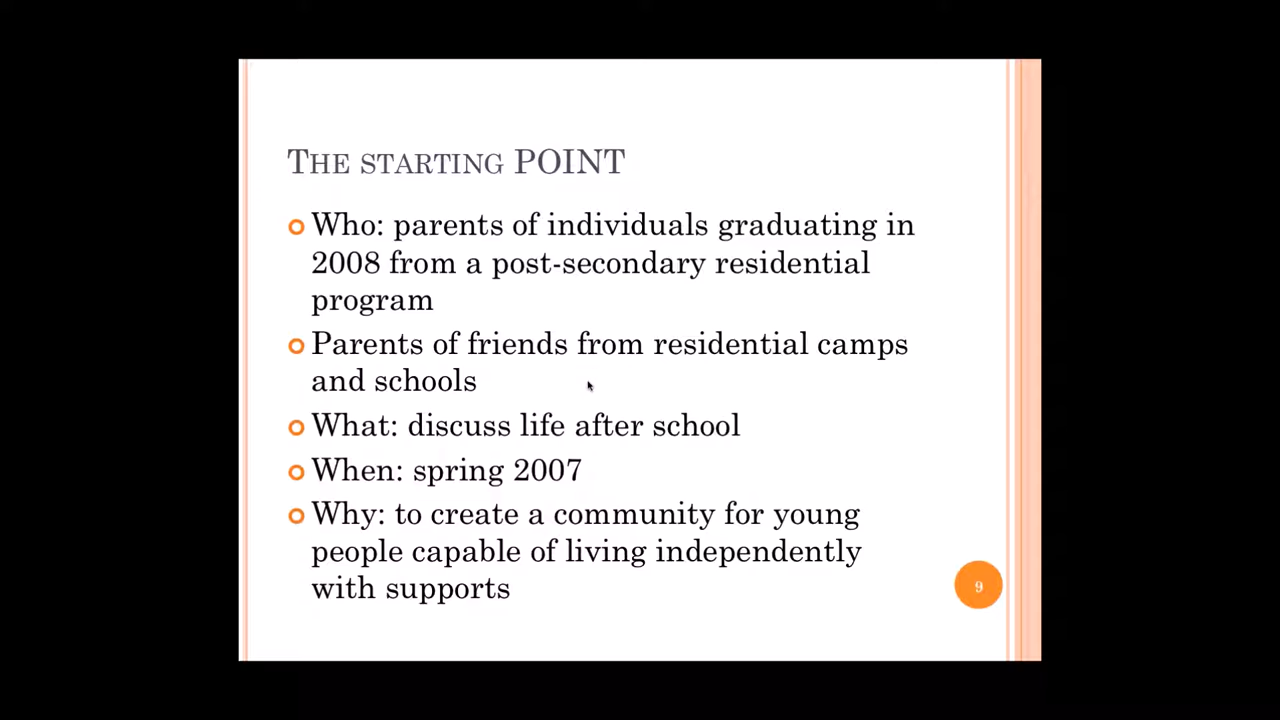 THE STARTING POINT
Who: parents of individuals graduating in
2008 from a post-secondary residential
program
Parents of friends from residential camps
and schools
What: discuss life after school
When: spring 2007
Why: to create a community for young
people capable of living independently
with supports
9